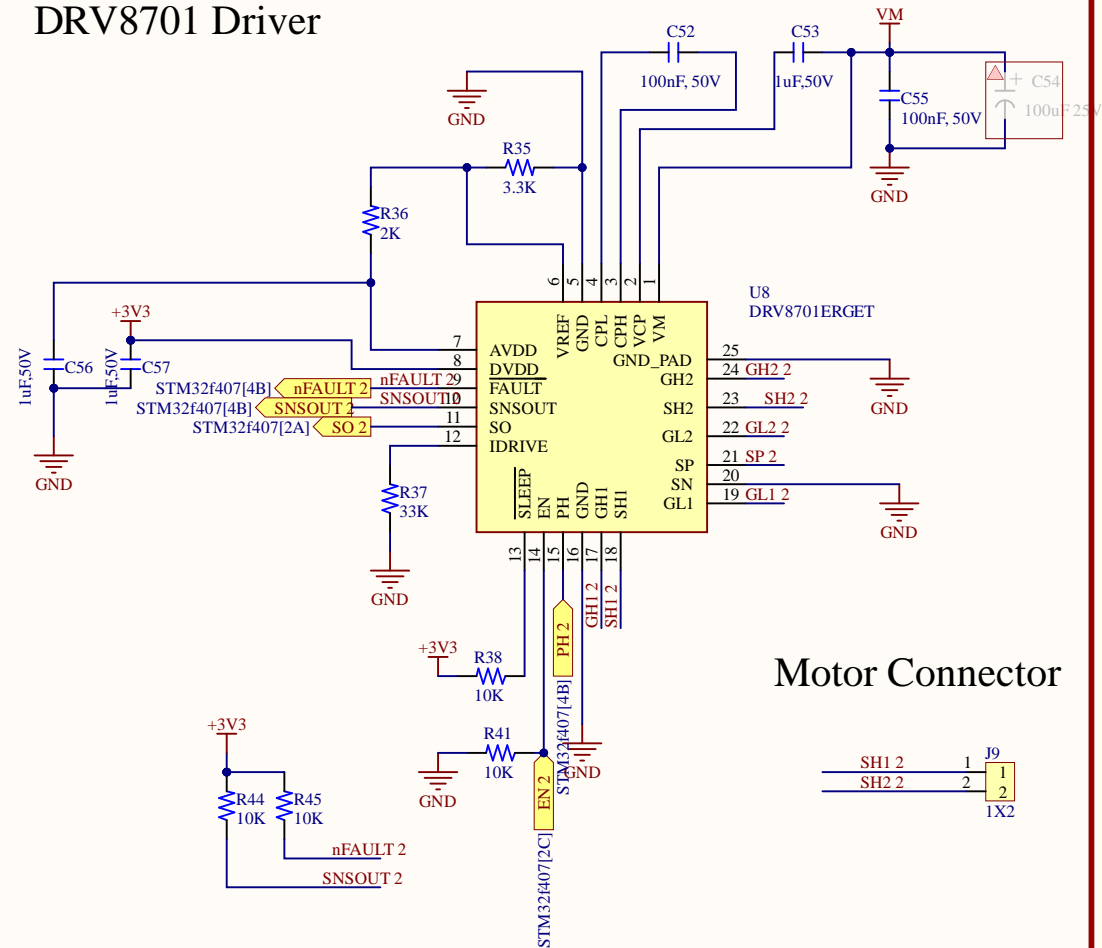 DRV8701 Driver
VM
C52
100nF, 50V
C53
1uF,50V
C55
100nF, 50V
C54
100uF 25V
GND
GND
R35
3.3K
R36
2K
+3V3
C56
1uF,50V
C57
1uF,50V
GND
6
5
4
3
2
1
U8
DRV8701ERGET
VREF
GND
CPL
CPH
VCP
VM
7
AVDD
8
DVDD
9
FAULT
10
SNSOUT
11
SO
12
IDRIVE
nFAULT 2
SNSOUT 2
STM32f407[4B]
nFAULT 2
STM32f407[4B]
SNSOUT 2
STM32f407[2A]
SO 2
GND_PAD
25
GH2
24
GH2 2
SH2
23
SH2 2
GL2
22
GL2 2
SP
21
SP 2
SN
20
GL1
19
GL1 2
GND
GND
R37
33K
GND
SLEEP
EN
PH
GND
GH1
SH1
13
14
15
16
17
18
GH1 2
SH1 2
PH 2
STM32f407[4B]
GND
+3V3
R38
10K
R41
10K
GND
EN 2
STM32f407[2C]
+3V3
R44
10K
R45
10K
nFAULT 2
SNSOUT 2
Motor Connector
SH1 2
1
SH2 2
2
J9
1
2
1X2